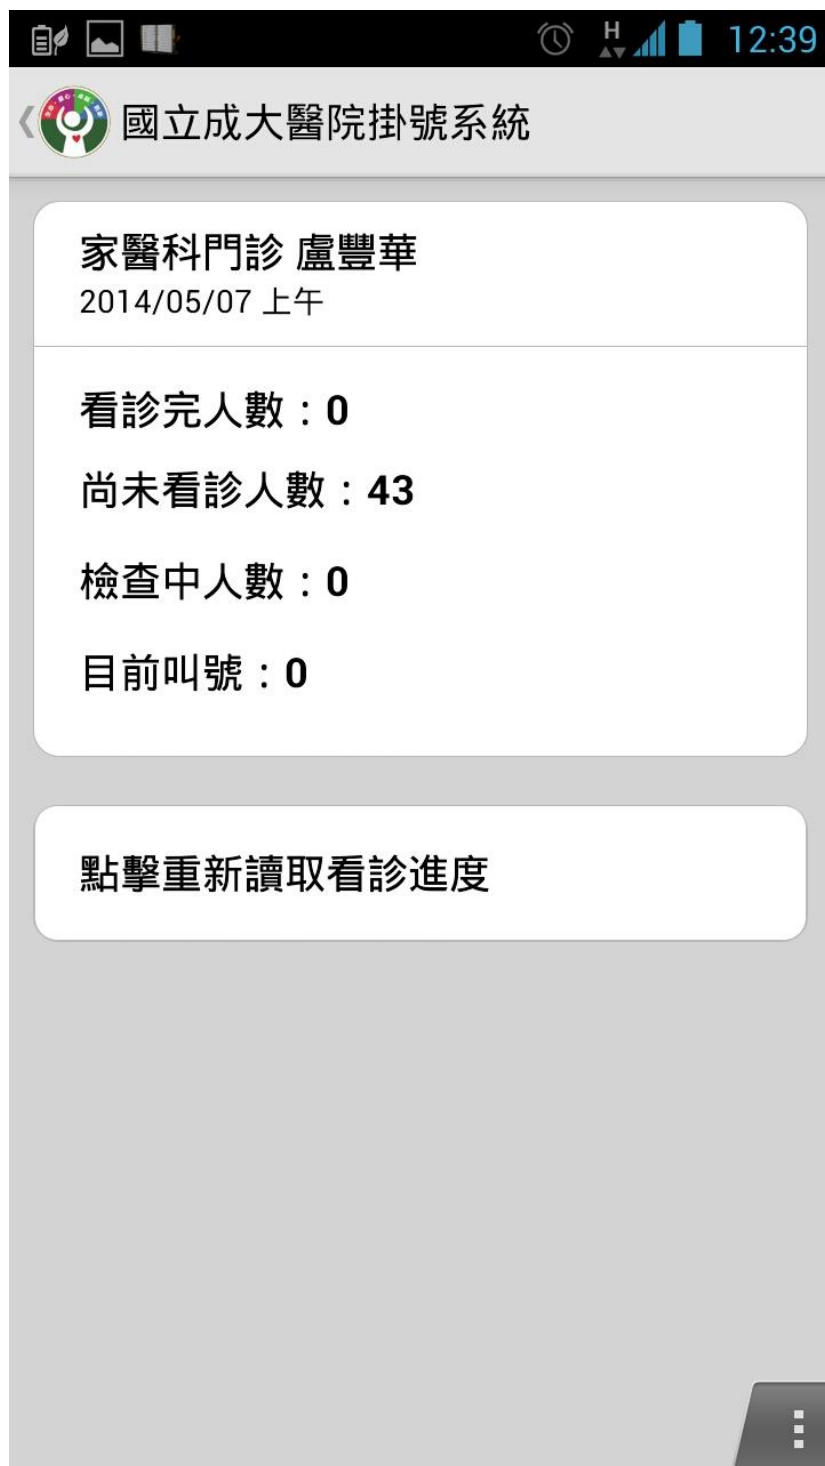 H
12:39
國立成大醫院掛號系統
家醫科門診 盧豐華
2014/05/07 上午
看診完人數：0
尚未看診人數：43
檢查中人數：0
目前叫號：0
點擊重新讀取看診進度